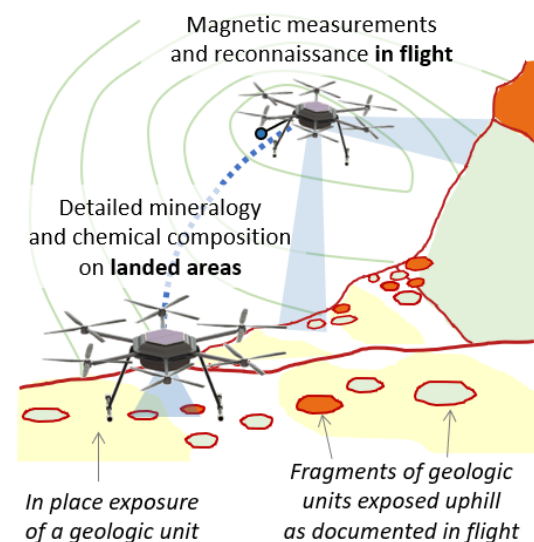 Magnetic measurements
and reconnaissance in flight
Detailed mineralogy
and chemical composition
on landed areas
In place exposure
of a geologic unit
Fragments of geologic
units exposed uphill
as documented in flight